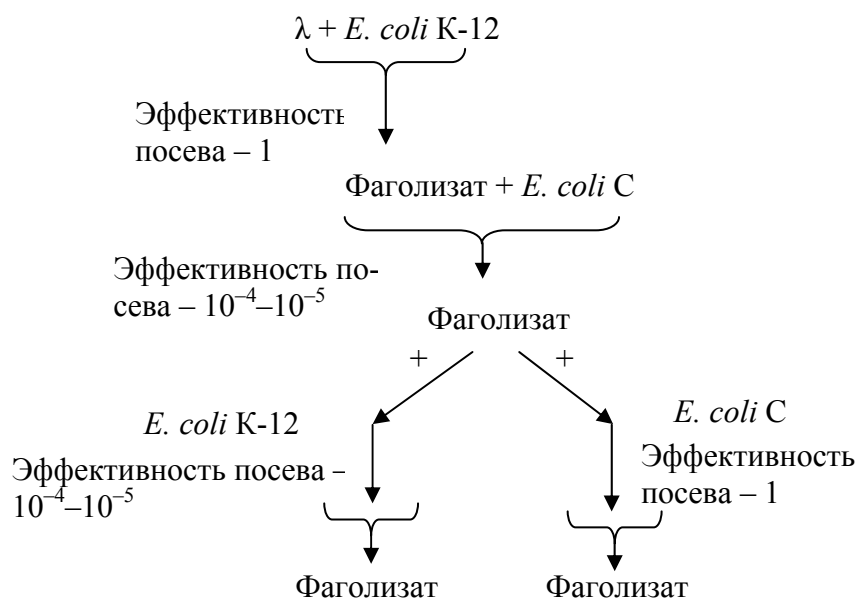 λ + E. coli К-12
Эффективность
посева – 1
Фаголизат + E. coli С
Эффективность по-
сева – 10⁻⁴–10⁻⁵
Фаголизат
+ +
E. coli К-12
Эффективность посева –
10⁻⁴–10⁻⁵
E. coli С
Эффективность
посева – 1
Фаголизат
Фаголизат